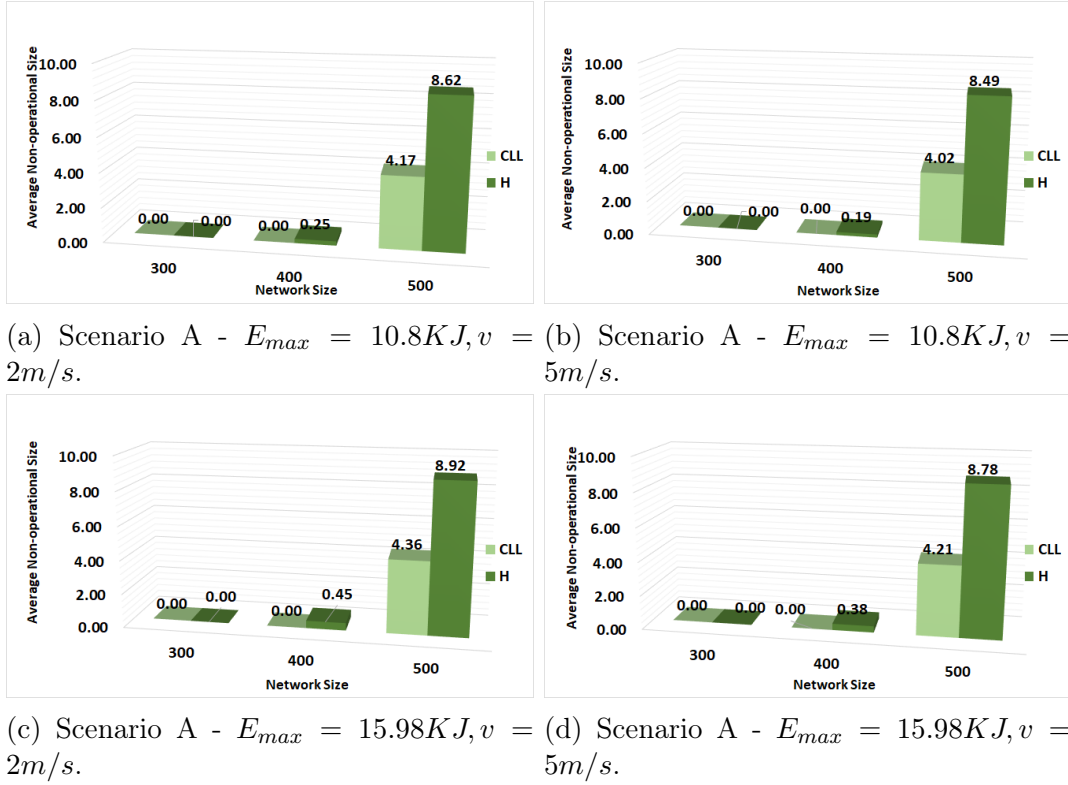 Average Non-operational Size
10.00
8.00
6.00
4.00
2.00
0.00
0.00
0.00
0.00
0.25
4.17
8.62
300
400
500
Network Size
CLL
H
Average Non-operational Size
10.00
8.00
6.00
4.00
2.00
0.00
0.00
0.00
0.00
0.19
4.02
8.49
300
400
500
Network Size
CLL
H
(a) Scenario A - $E_{max}$ = 10.8KJ, v =
2m/s.
(b) Scenario A - $E_{max}$ = 10.8KJ, v =
5m/s.
Average Non-operational Size
10.00
8.00
6.00
4.00
2.00
0.00
0.00
0.00
0.00
0.45
4.36
8.92
300
400
500
Network Size
CLL
H
Average Non-operational Size
10.00
8.00
6.00
4.00
2.00
0.00
0.00
0.00
0.00
0.38
4.21
8.78
300
400
500
Network Size
CLL
H
(c) Scenario A - $E_{max}$ = 15.98KJ, v =
2m/s.
(d) Scenario A - $E_{max}$ = 15.98KJ, v =
5m/s.